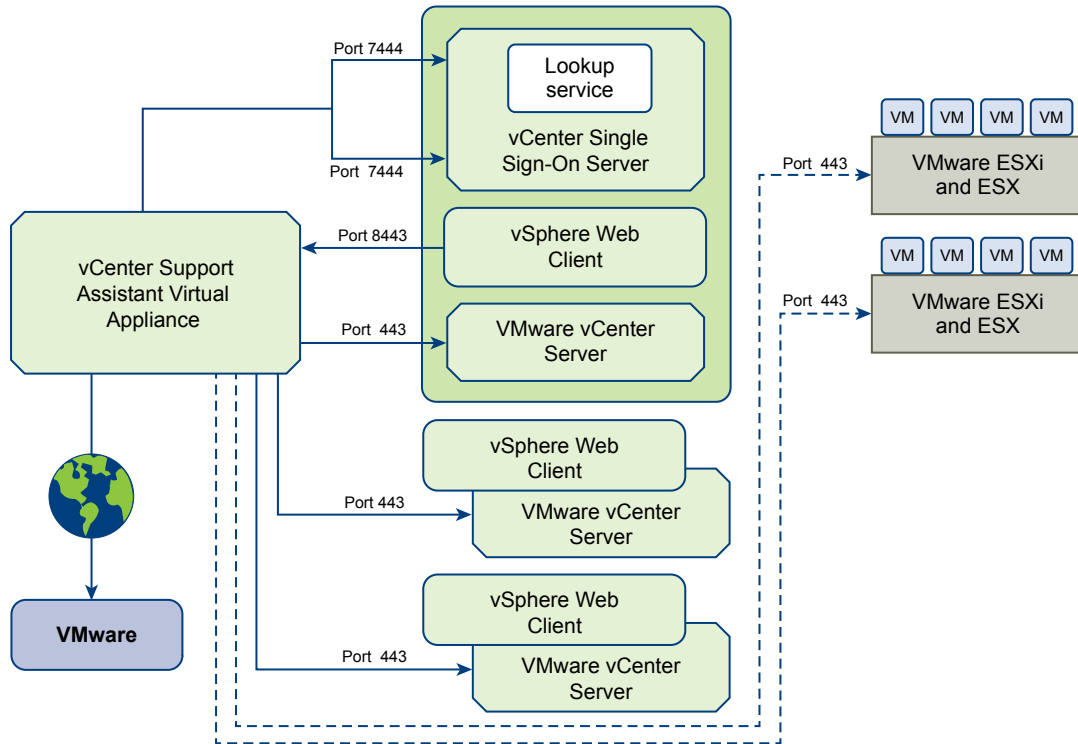 Port 7444
Lookup
service
vCenter Single
Sign-On Server
Port 7444
vCenter Support
Assistant Virtual
Appliance
Port 8443
vSphere Web
Client
Port 443
VMware vCenter
Server
vSphere Web
Client
Port 443
VMware vCenter
Server
vSphere Web
Client
Port 443
VMware vCenter
Server
VMware
VM VM VM VM
Port 443
VMware ESXi
and ESX
VM VM VM VM
Port 443
VMware ESXi
and ESX